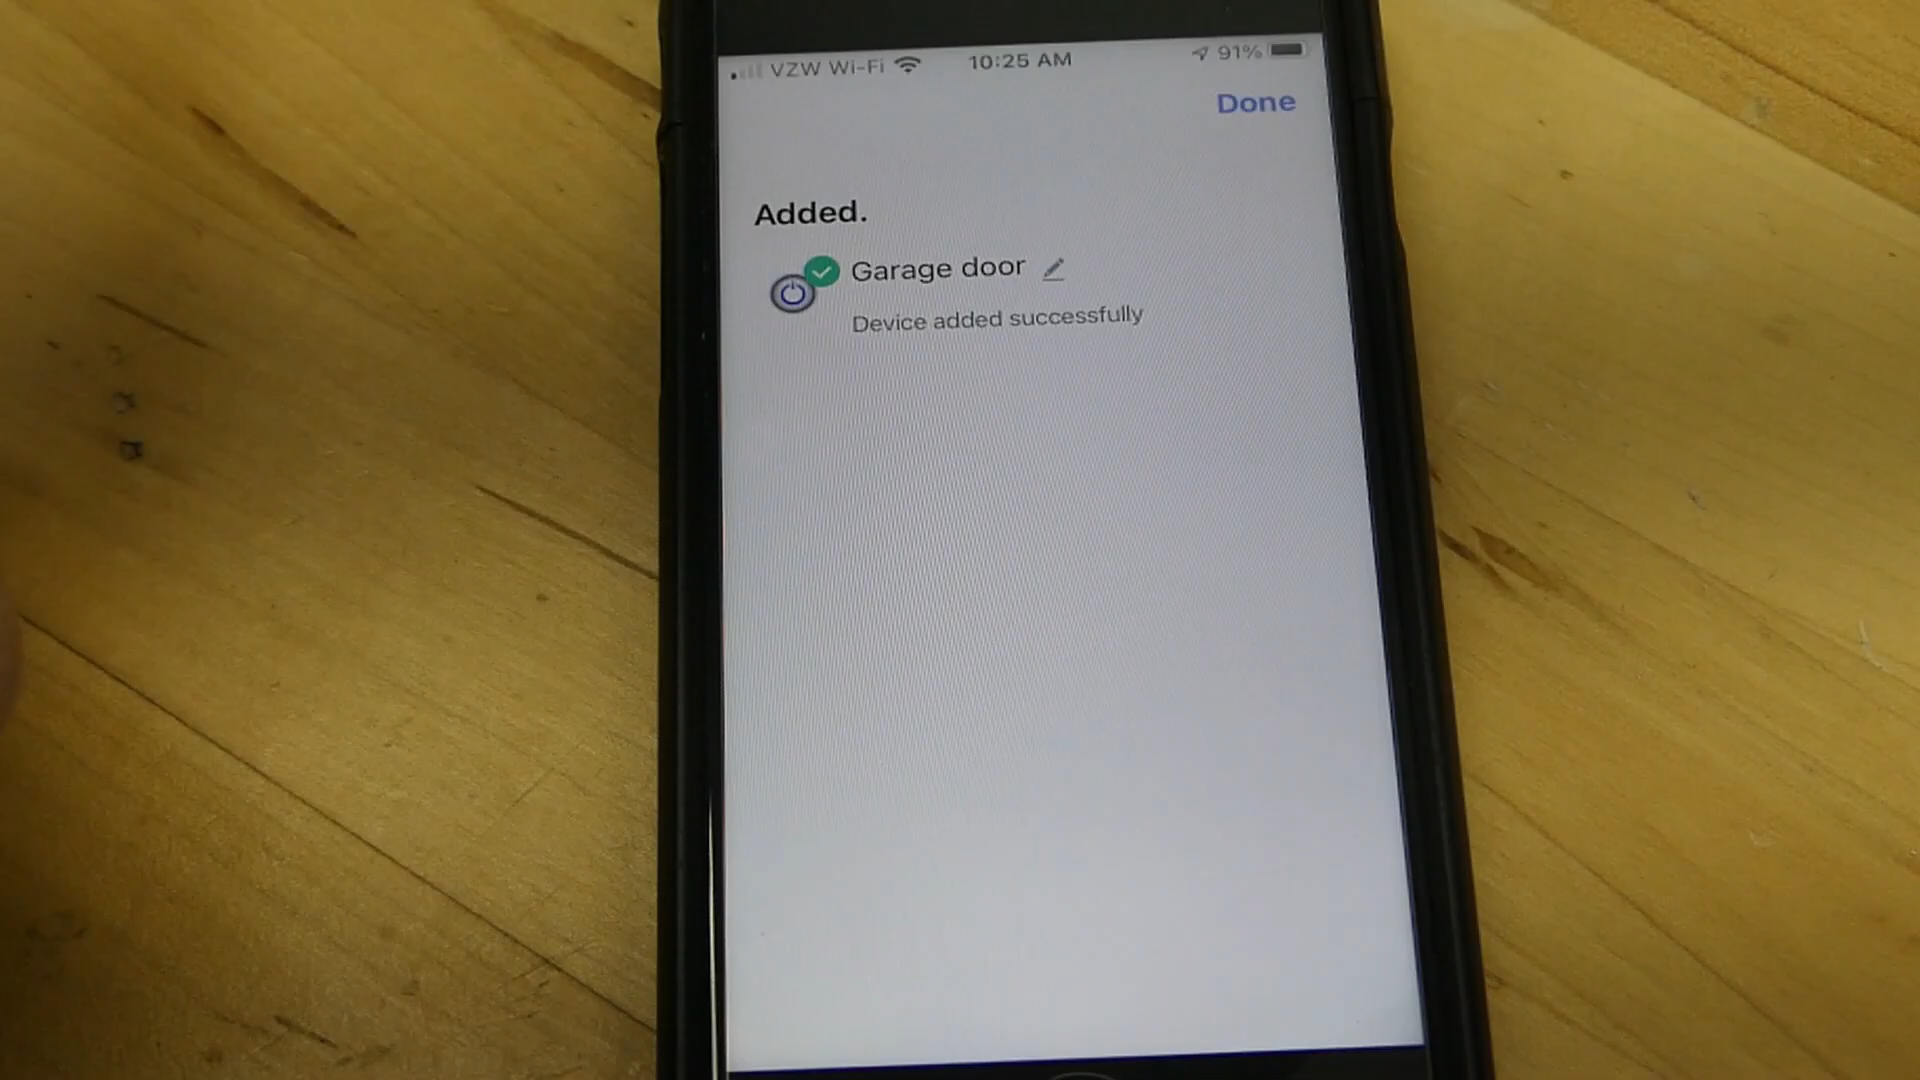 VZW Wi-Fi 10:25 AM 91%
Done
Added.
Garage door
Device added successfully